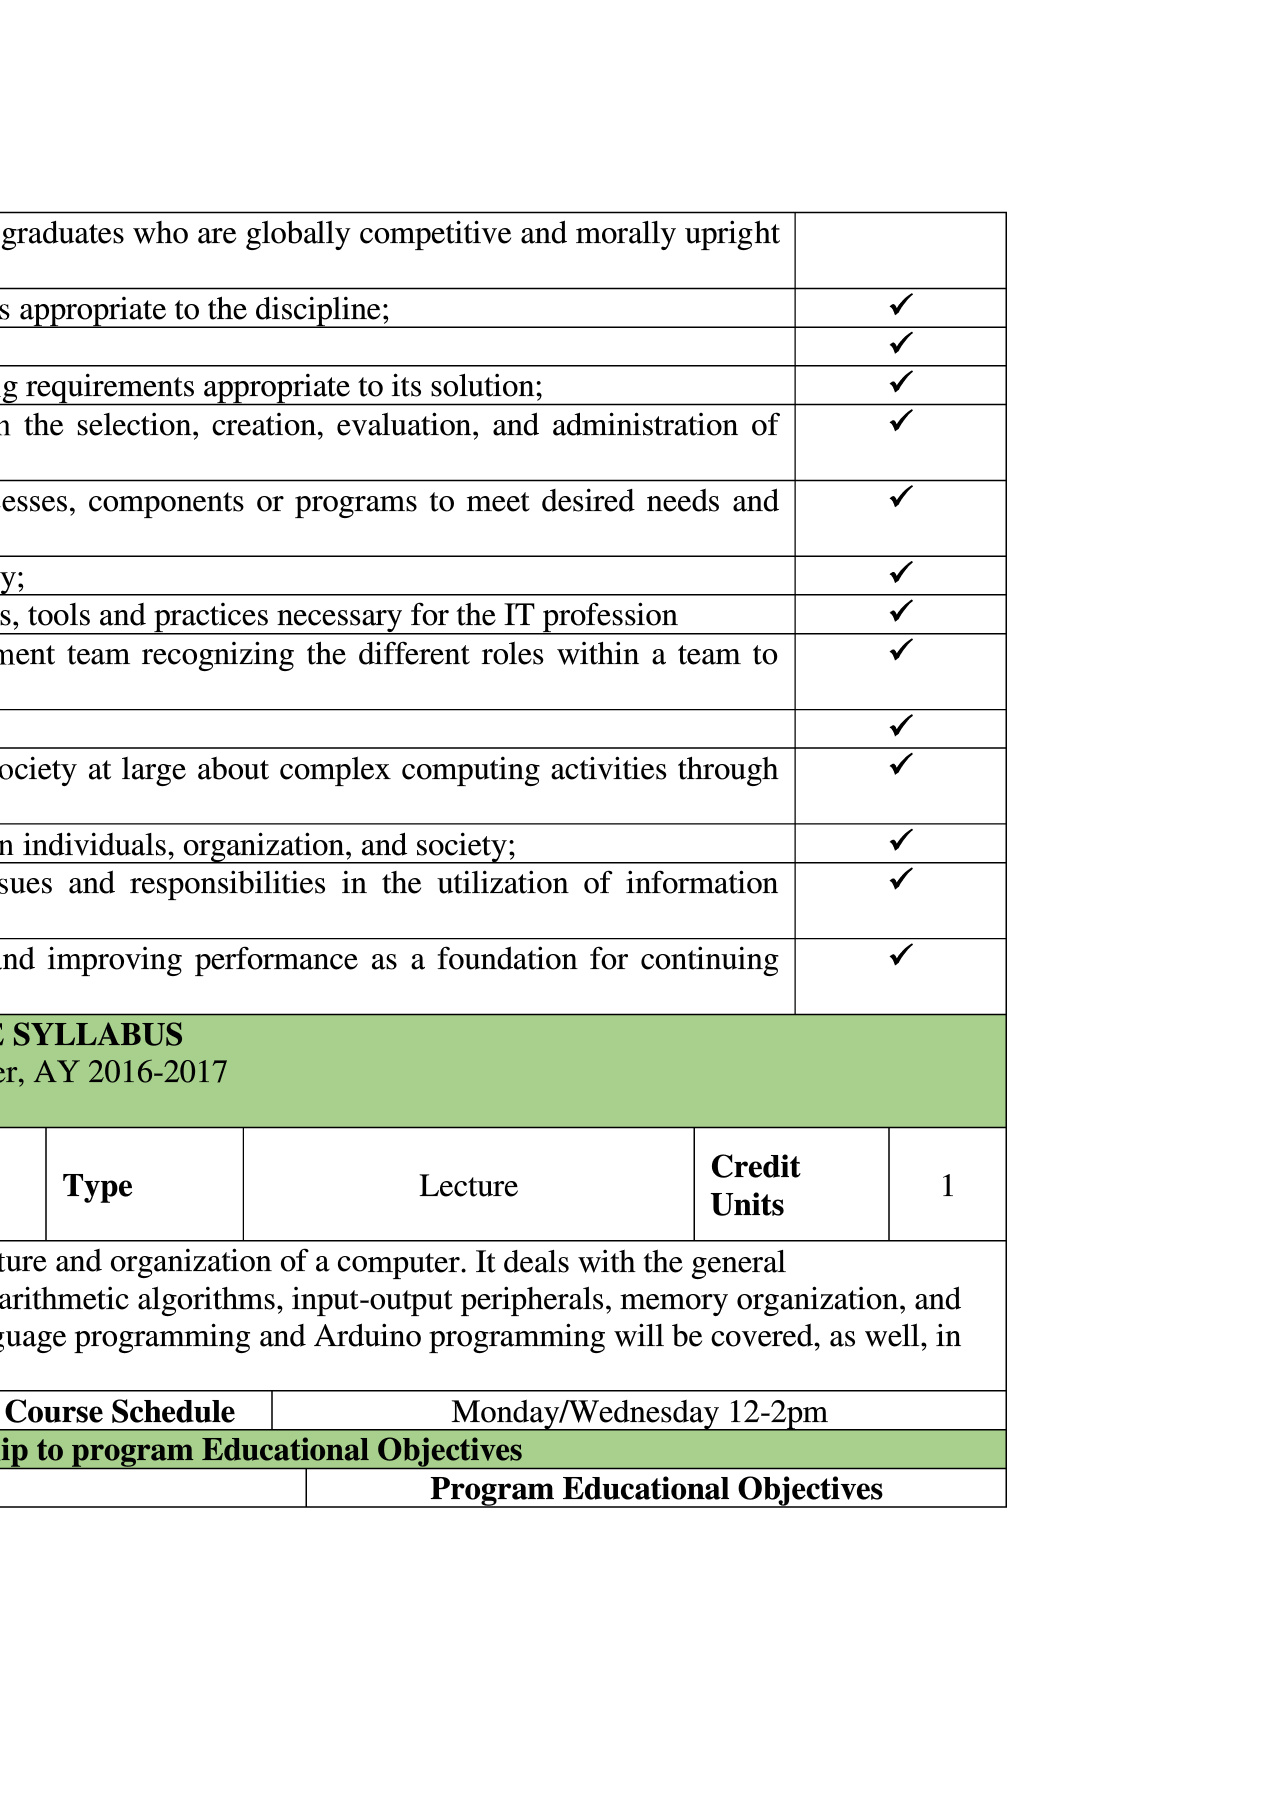 graduates who are globally competitive and morally upright
s appropriate to the discipline; ✓
✓
g requirements appropriate to its solution; ✓
the selection, creation, evaluation, and administration of ✓
esses, components or programs to meet desired needs and ✓
y; ✓
s, tools and practices necessary for the IT profession ✓
ment team recognizing the different roles within a team to ✓
✓
ociety at large about complex computing activities through ✓
n individuals, organization, and society; ✓
sues and responsibilities in the utilization of information ✓
and improving performance as a foundation for continuing ✓
E SYLLABUS
er, AY 2016-2017
Type Lecture Credit Units 1
ture and organization of a computer. It deals with the general
arithmetic algorithms, input-output peripherals, memory organization, and
guage programming and Arduino programming will be covered, as well, in
Course Schedule Monday/Wednesday 12-2pm
ip to program Educational Objectives
Program Educational Objectives